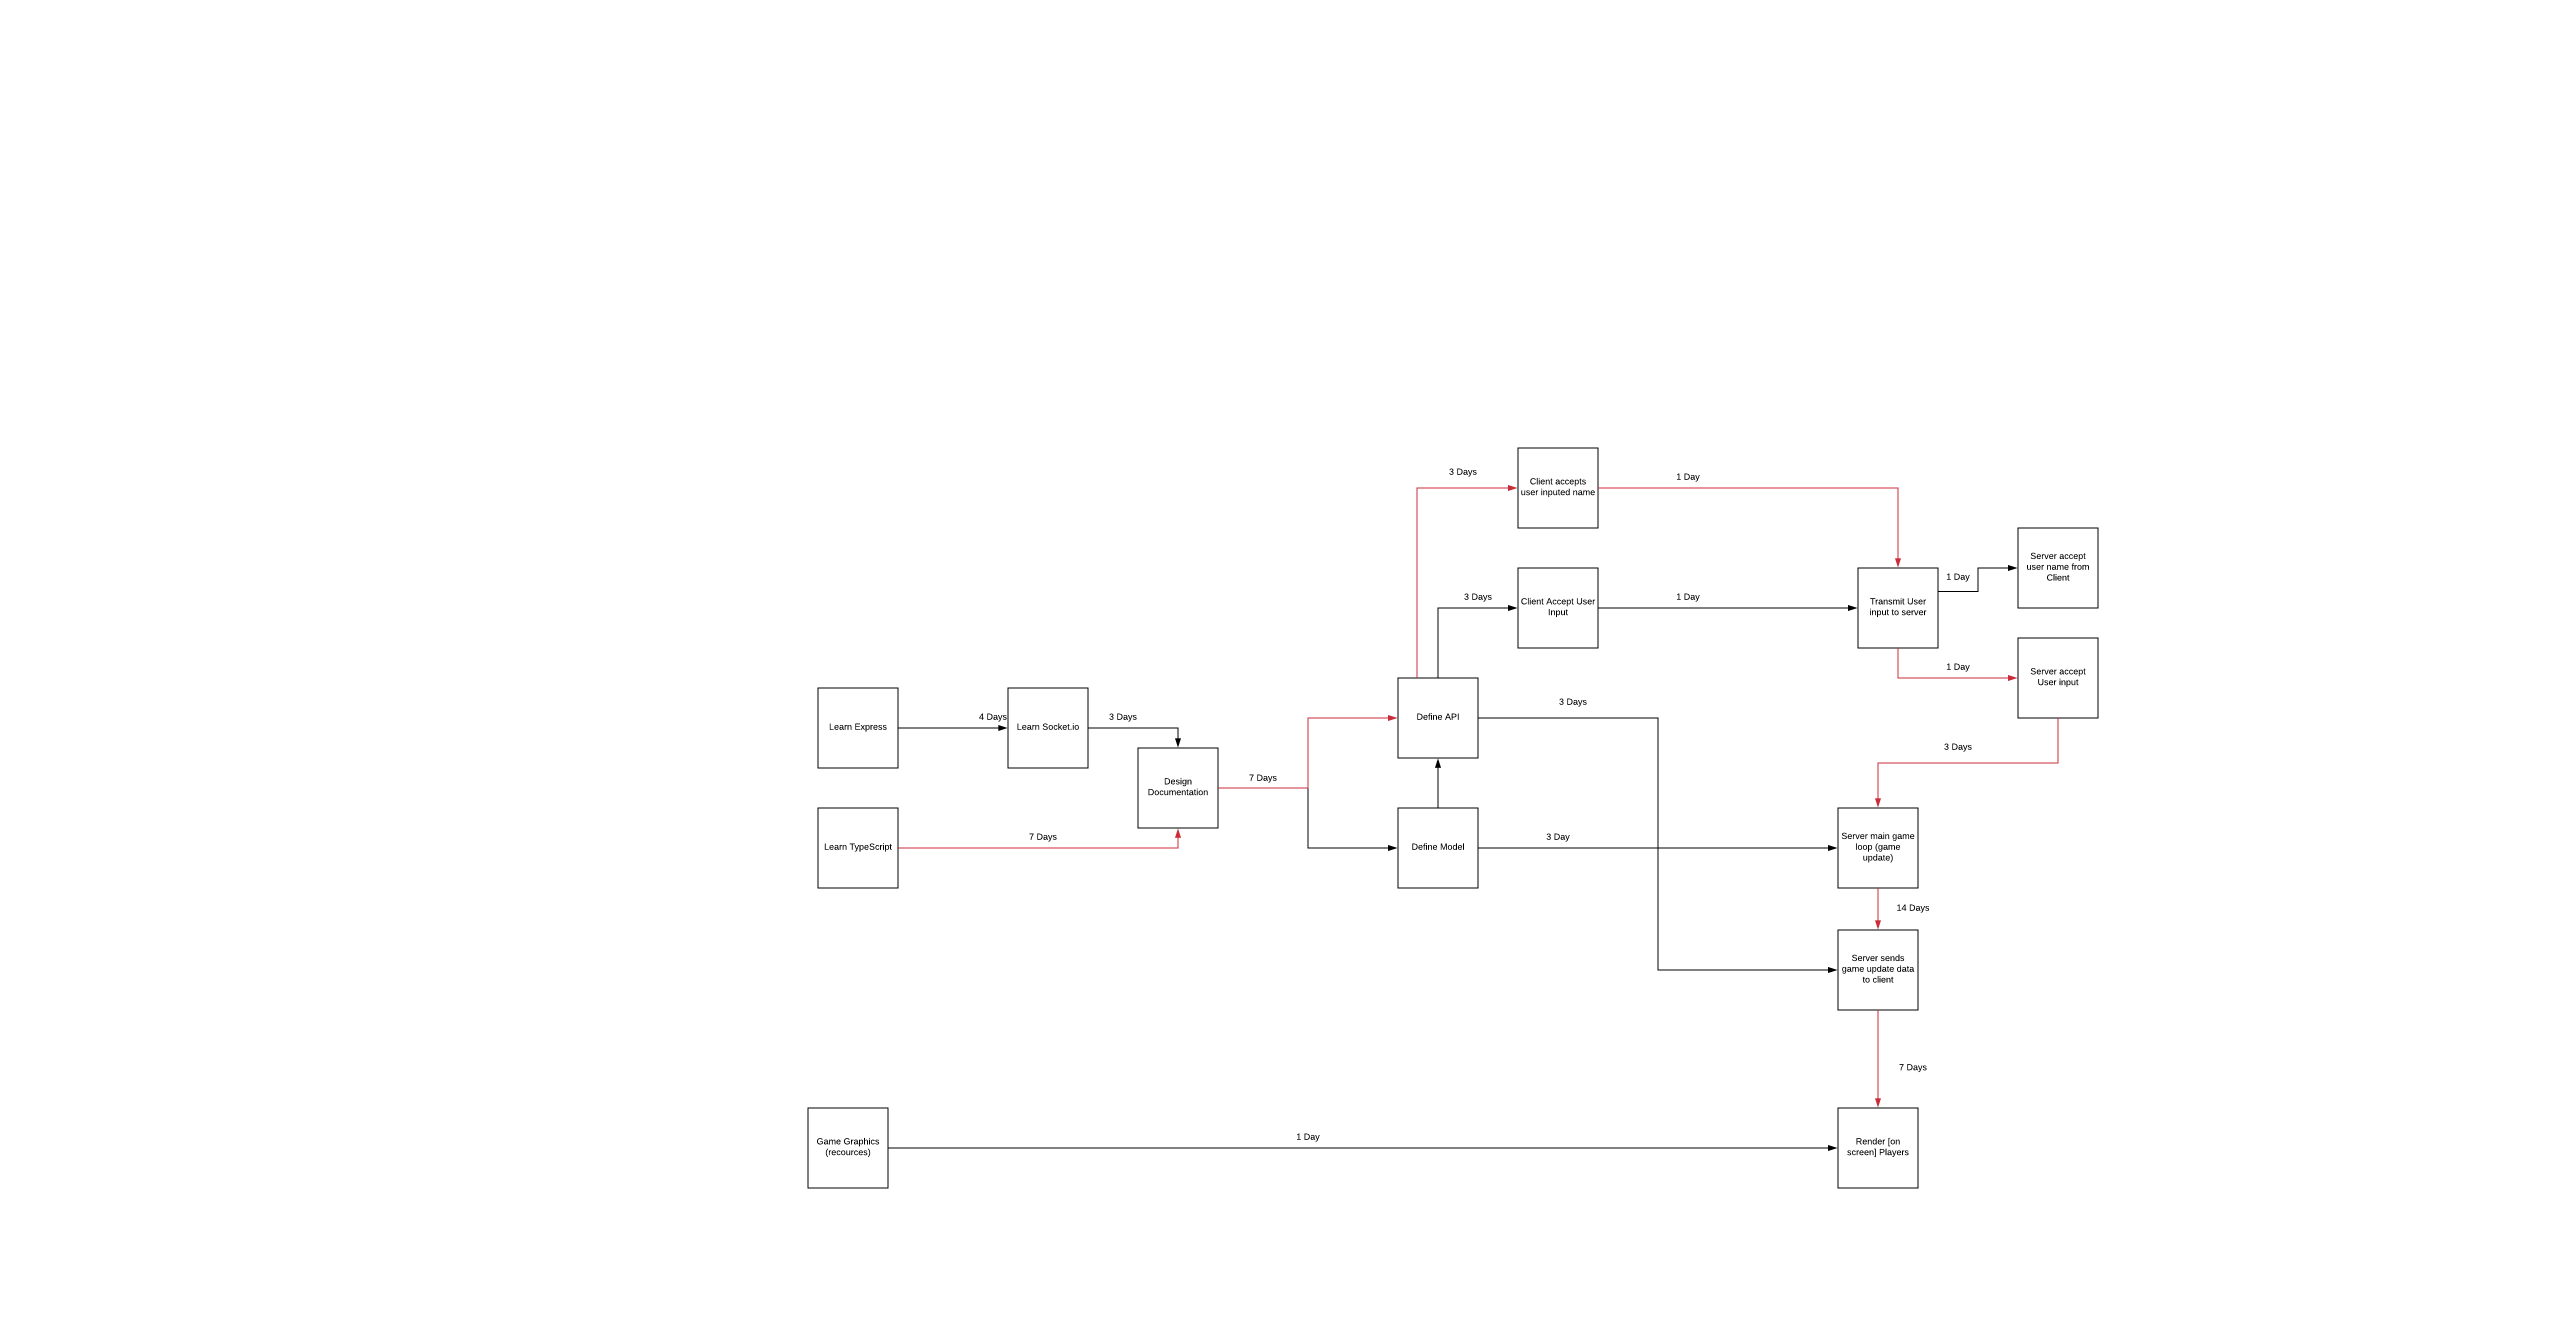 3 Days
Client accepts
user inputed name
1 Day
Server accept
user name from
Client
1 Day
3 Days
Client Accept User
Input
1 Day
Transmit User
input to server
1 Day
Server accept
User input
3 Days
Learn Express
4 Days
Learn Socket.io
3 Days
Define API
3 Days
Design
Documentation
7 Days
Learn TypeScript
7 Days
Define Model
3 Day
Server main game
loop (game
update)
14 Days
Server sends
game update data
to client
7 Days
Game Graphics
(recources)
1 Day
Render [on
screen] Players